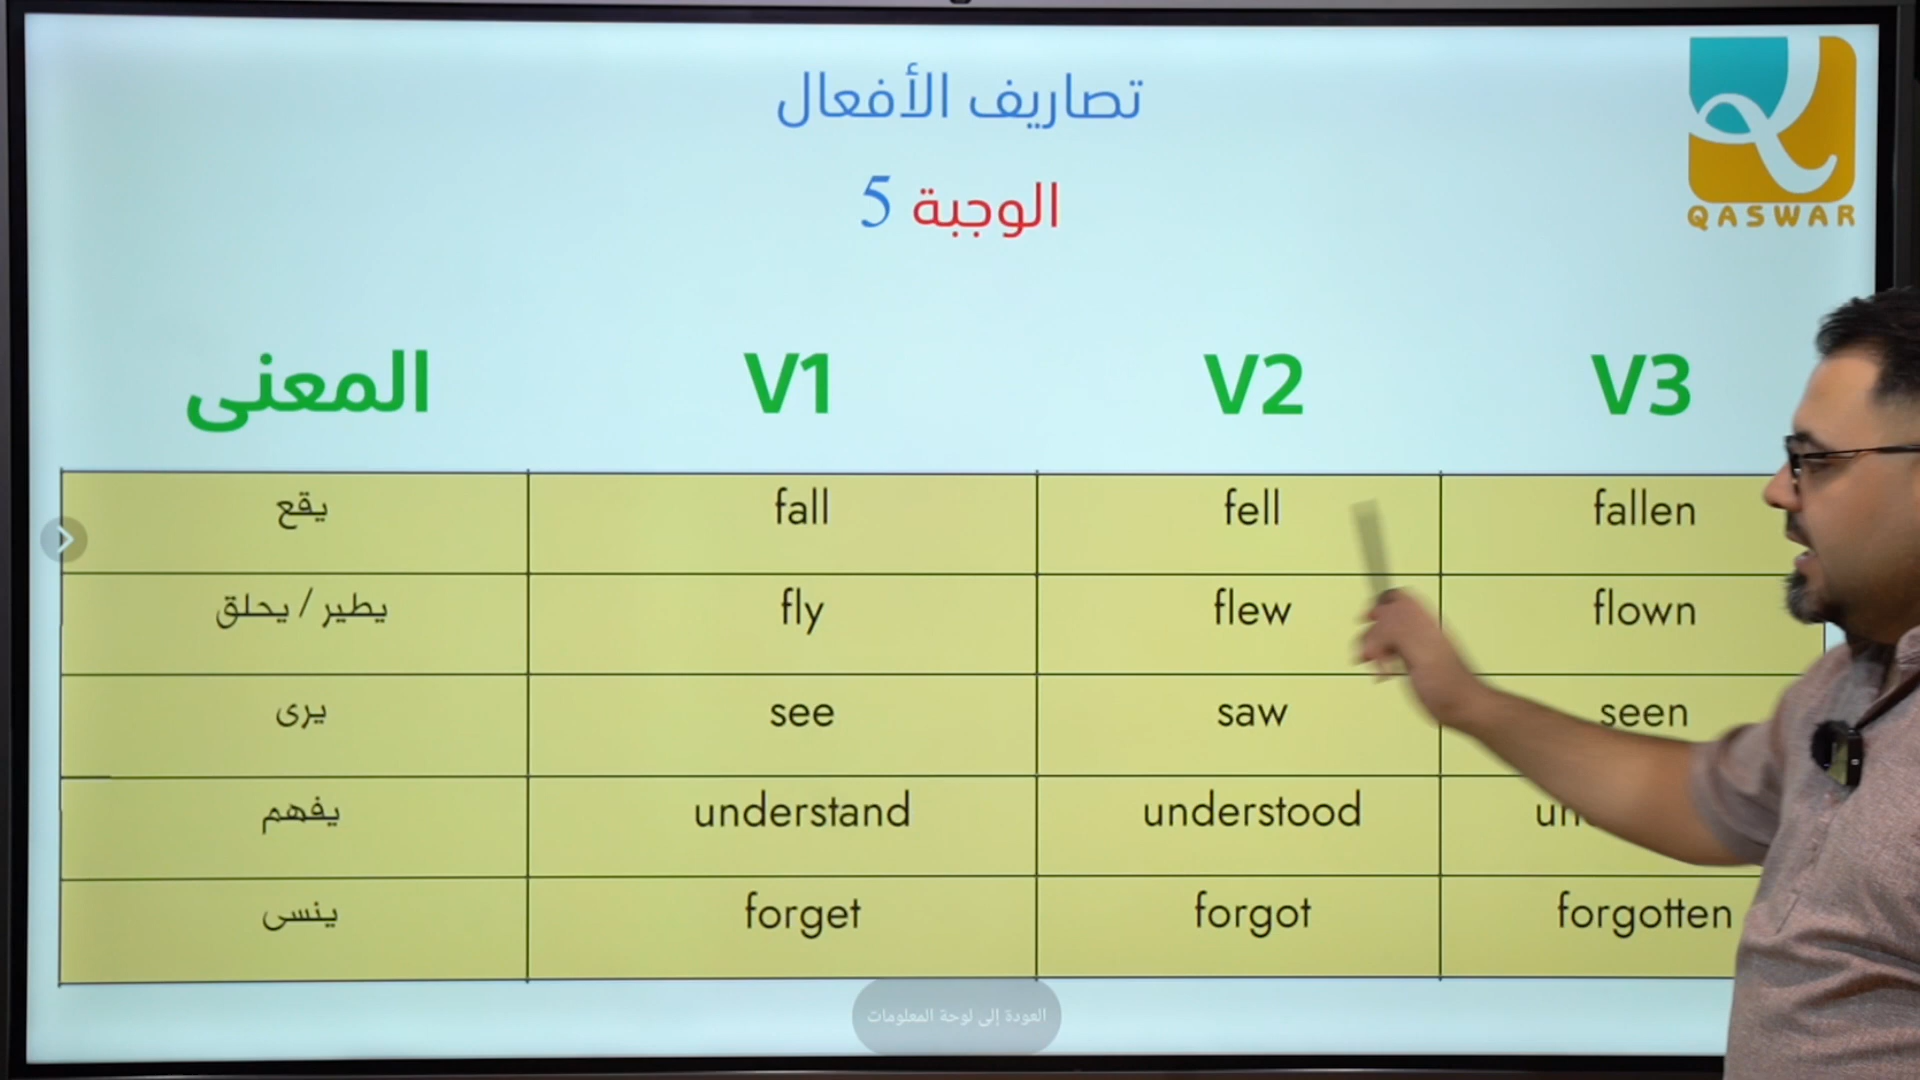 تصاريف الأفعال
الوجبة 5
QASWAR
المعنى V1 V2 V3
يقع fall fell fallen
يطير / يحلق fly flew flown
يرى see saw seen
يفهم understand understood
ينسى forget forgot forgotten
العودة إلى لوحة المعلومات